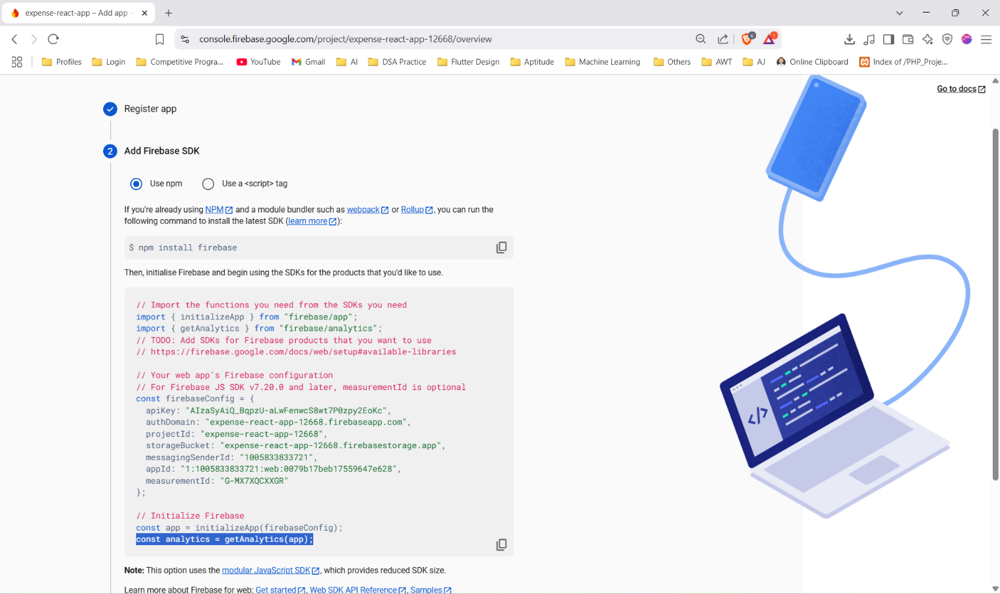 expense-react-app – Add app –
console.firebase.google.com/project/expense-react-app-12668/overview
6
1
Profiles
Login
Competitive Progra...
YouTube
Gmail
AI
DSA Practice
Flutter Design
Aptitude
Machine Learning
Others
AWT
AJ
Online Clipboard
Index of /PHP_Proje...
Go to docs
Register app
2
Add Firebase SDK
Use npm
Use a <script> tag
If you're already using NPM and a module bundler such as webpack or Rollup, you can run the
following command to install the latest SDK (learn more):
$ npm install firebase
Then, initialise Firebase and begin using the SDKs for the products that you'd like to use.
// Import the functions you need from the SDKs you need
import { initializeApp } from "firebase/app";
import { getAnalytics } from "firebase/analytics";
// TODO: Add SDKs for Firebase products that you want to use
// https://firebase.google.com/docs/web/setup#available-libraries
// Your web app's Firebase configuration
// For Firebase JS SDK v7.20.0 and later, measurementId is optional
const firebaseConfig = {
apiKey: "AIzaSyAiQ_BqpzU-aLwFenwcS8wt7P0zpy2EoKc",
authDomain: "expense-react-app-12668.firebaseapp.com",
projectId: "expense-react-app-12668",
storageBucket: "expense-react-app-12668.firebasestorage.app",
messagingSenderId: "1005833833721",
appId: "1:1005833833721:web:0079b17beb17559647e628",
measurementId: "G-MX7XQCXXGR"
};
// Initialize Firebase
const app = initializeApp(firebaseConfig);
const analytics = getAnalytics(app);
Note: This option uses the modular JavaScript SDK, which provides reduced SDK size.
Learn more about Firebase for web: Get started, Web SDK API Reference, Samples